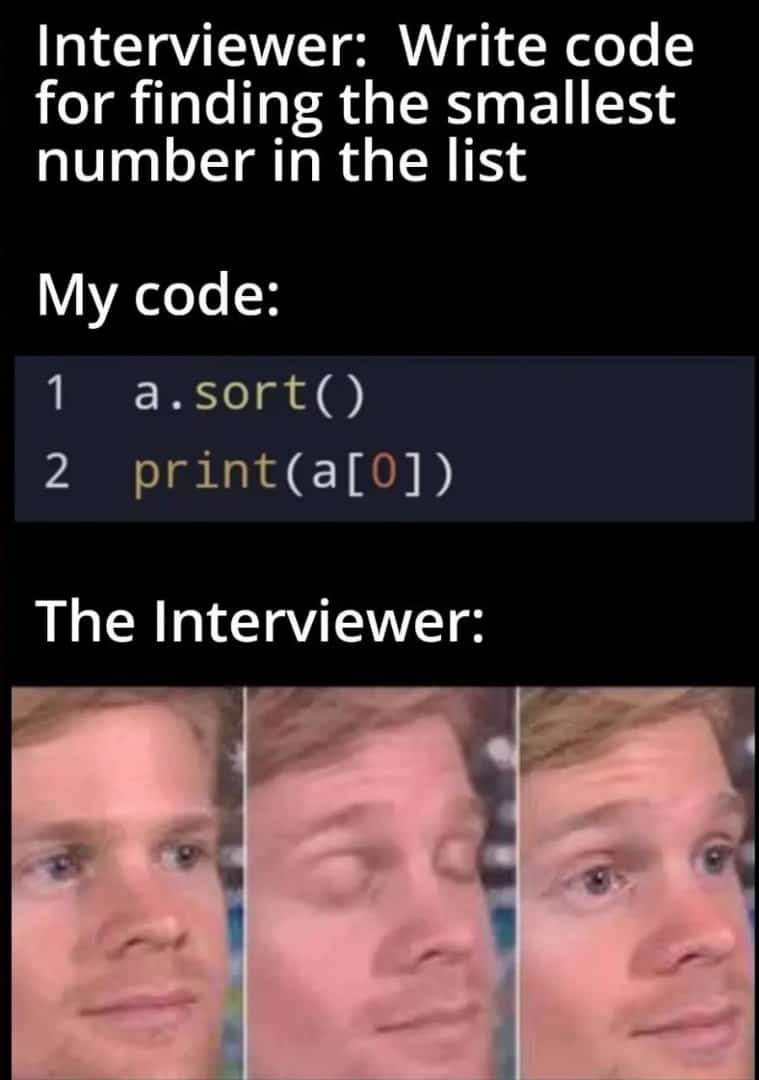 Interviewer:  Write code
for finding the smallest
number in the list
My code:
1  a.sort()
2  print(a[0])
The Interviewer: